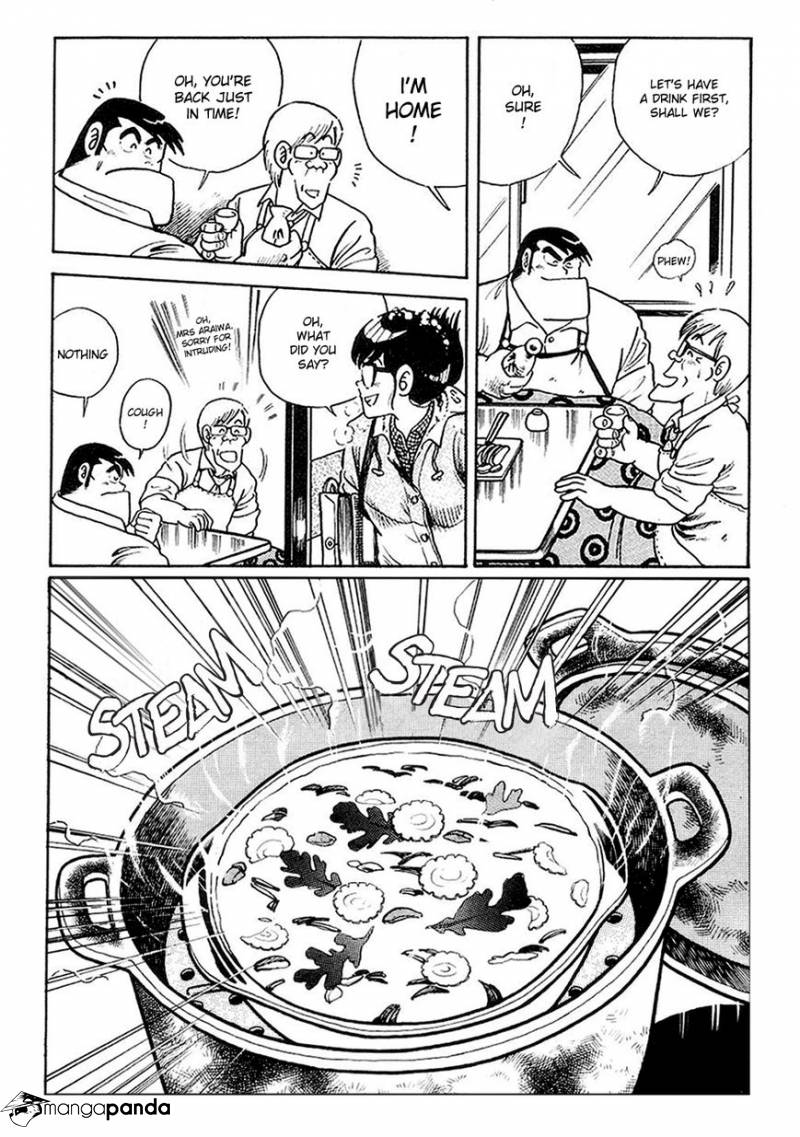 LET'S HAVE
A DRINK FIRST,
SHALL WE?
OH,
SURE
!
PHEW!
I'M
HOME
!
OH, YOU'RE
BACK JUST
IN TIME!
OH,
WHAT
DID YOU
SAY?
OH,
MRS ARAIWA.
SORRY FOR
INTRUDING!
COUGH
!
NOTHING
STEAM
STEAM
mangapanda